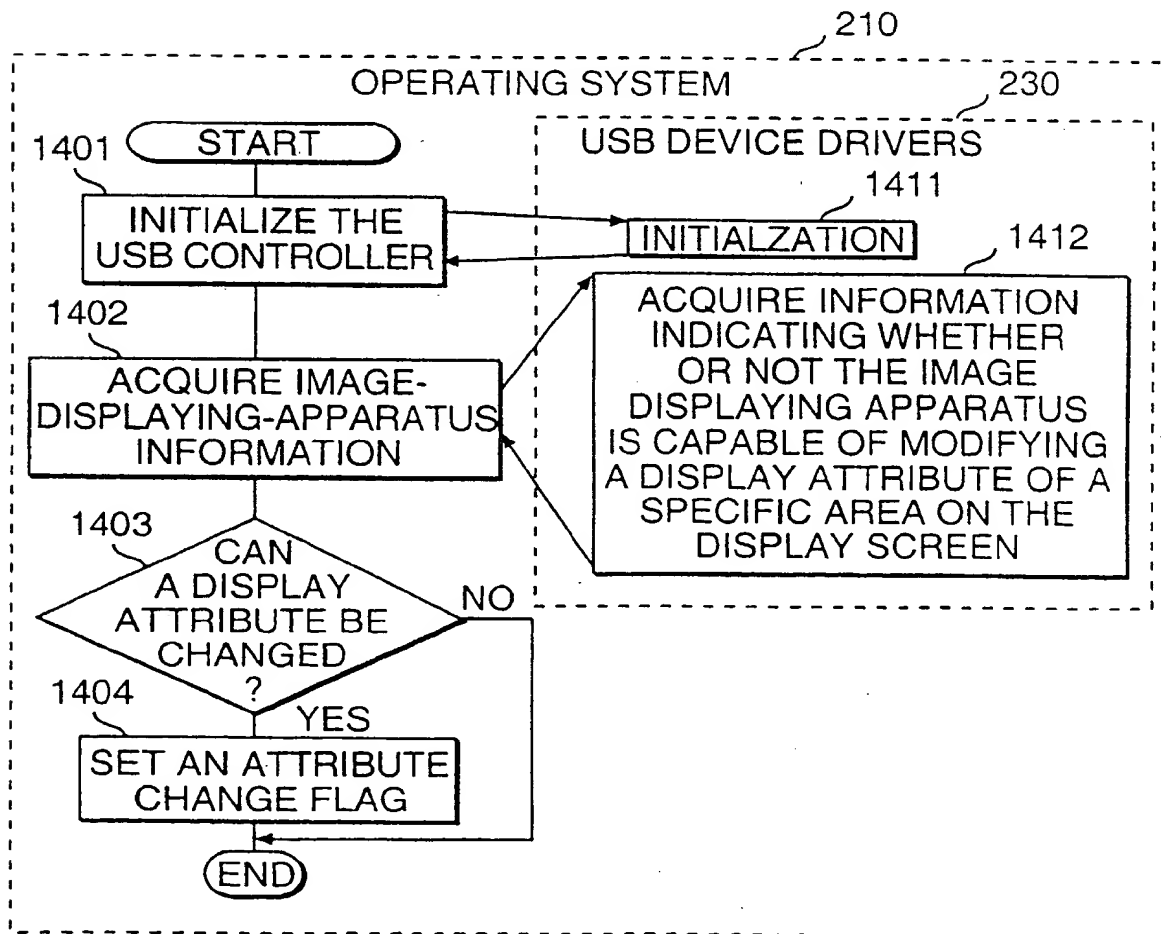 210
OPERATING SYSTEM
230
START
USB DEVICE DRIVERS
1401
1411
INITIALIZE THE
USB CONTROLLER
INITIALZATION
1412
1402
ACQUIRE IMAGE-
DISPLAYING-APPARATUS
INFORMATION
ACQUIRE INFORMATION
INDICATING WHETHER
OR NOT THE IMAGE
DISPLAYING APPARATUS
IS CAPABLE OF MODIFYING
A DISPLAY ATTRIBUTE OF A
SPECIFIC AREA ON THE
DISPLAY SCREEN
1403
CAN
A DISPLAY
ATTRIBUTE BE
CHANGED
?
NO
YES
1404
SET AN ATTRIBUTE
CHANGE FLAG
END